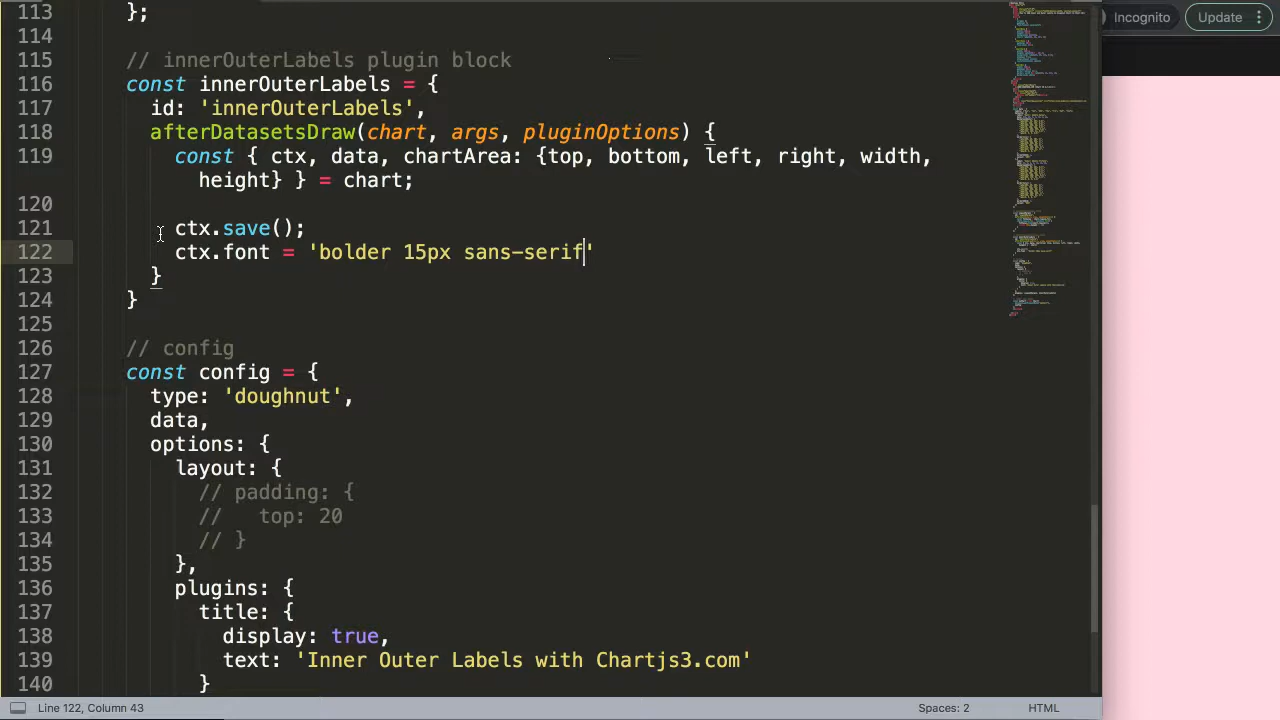 113 };
114
115 // innerOuterLabels plugin block
116 const innerOuterLabels = {
117 id: 'innerOuterLabels',
118 afterDatasetsDraw(chart, args, pluginOptions) {
119 const { ctx, data, chartArea: {top, bottom, left, right, width,
height} } = chart;
120
121 ctx.save();
122 ctx.font = 'bolder 15px sans-serif'
123 }
124 }
125
126 // config
127 const config = {
128 type: 'doughnut',
129 data,
130 options: {
131 layout: {
132 // padding: {
133 //   top: 20
134 // }
135 },
136 plugins: {
137 title: {
138 display: true,
139 text: 'Inner Outer Labels with Chartjs3.com'
140 }
Incognito
Update
Line 122, Column 43
Spaces: 2
HTML